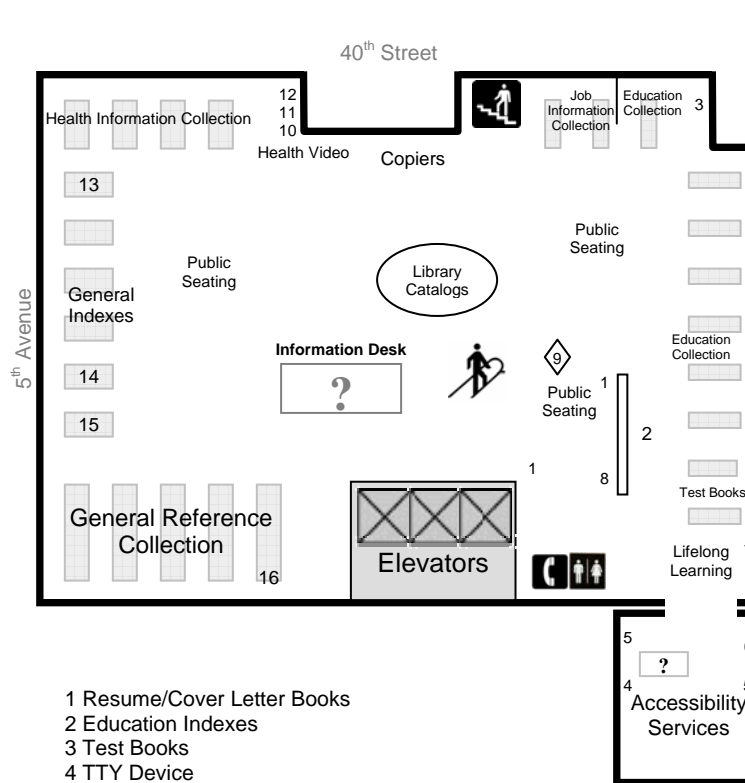 40th Street
12
11
10
Health Information Collection
Health Video
Copiers
Job
Information
Collection
Education
Collection
3
13
Public
Seating
Public
Seating
Library
Catalogs
General
Indexes
5th Avenue
Information Desk
?
9
Education
Collection
14
Public
Seating
1
15
2
1
8
Test Books
General Reference
Collection
16
Elevators
Lifelong
Learning
5
?
4
Accessibility
Services
1 Resume/Cover Letter Books
2 Education Indexes
3 Test Books
4 TTY Device